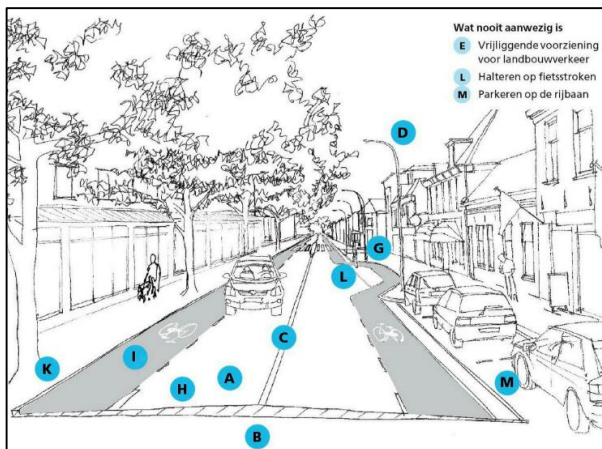 Wat nooit aanwezig is
E Vrijliggende voorziening
voor landbouwverkeer
L Halteren op fietsstroken
M Parkeren op de rijbaan
D
G
L
C
K
I
H
A
M
B